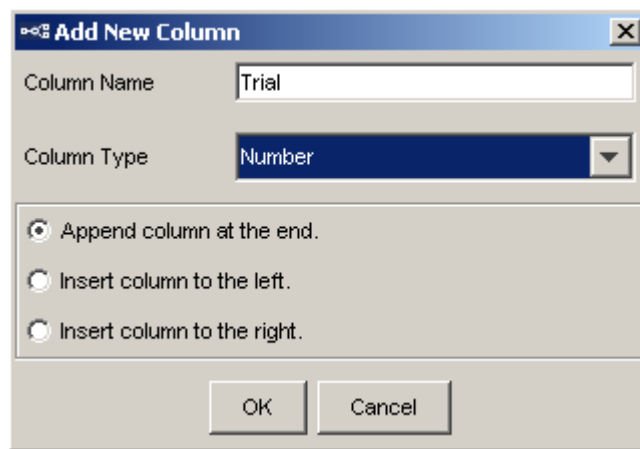 Add New Column
Column Name Trial
Column Type Number
Append column at the end.
Insert column to the left.
Insert column to the right.
OK Cancel